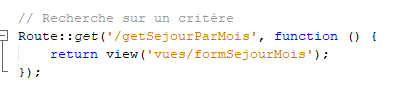 // Recherche sur un critère
Route::get('/getSejourParMois', function () {
return view('vues/formSejourMois');
});